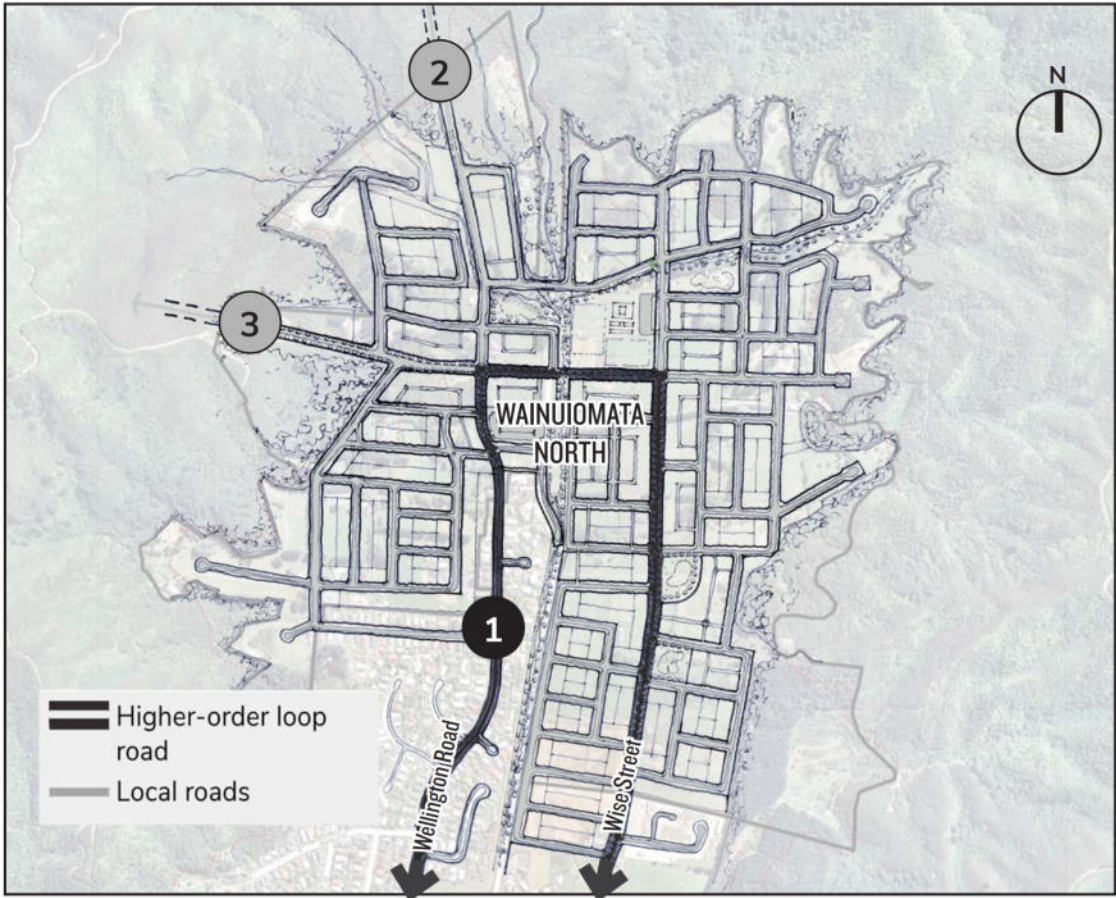 2
N
3
WAINUIOMATA
NORTH
1
Higher-order loop
road
Local roads
Wellington Road
Wise Street